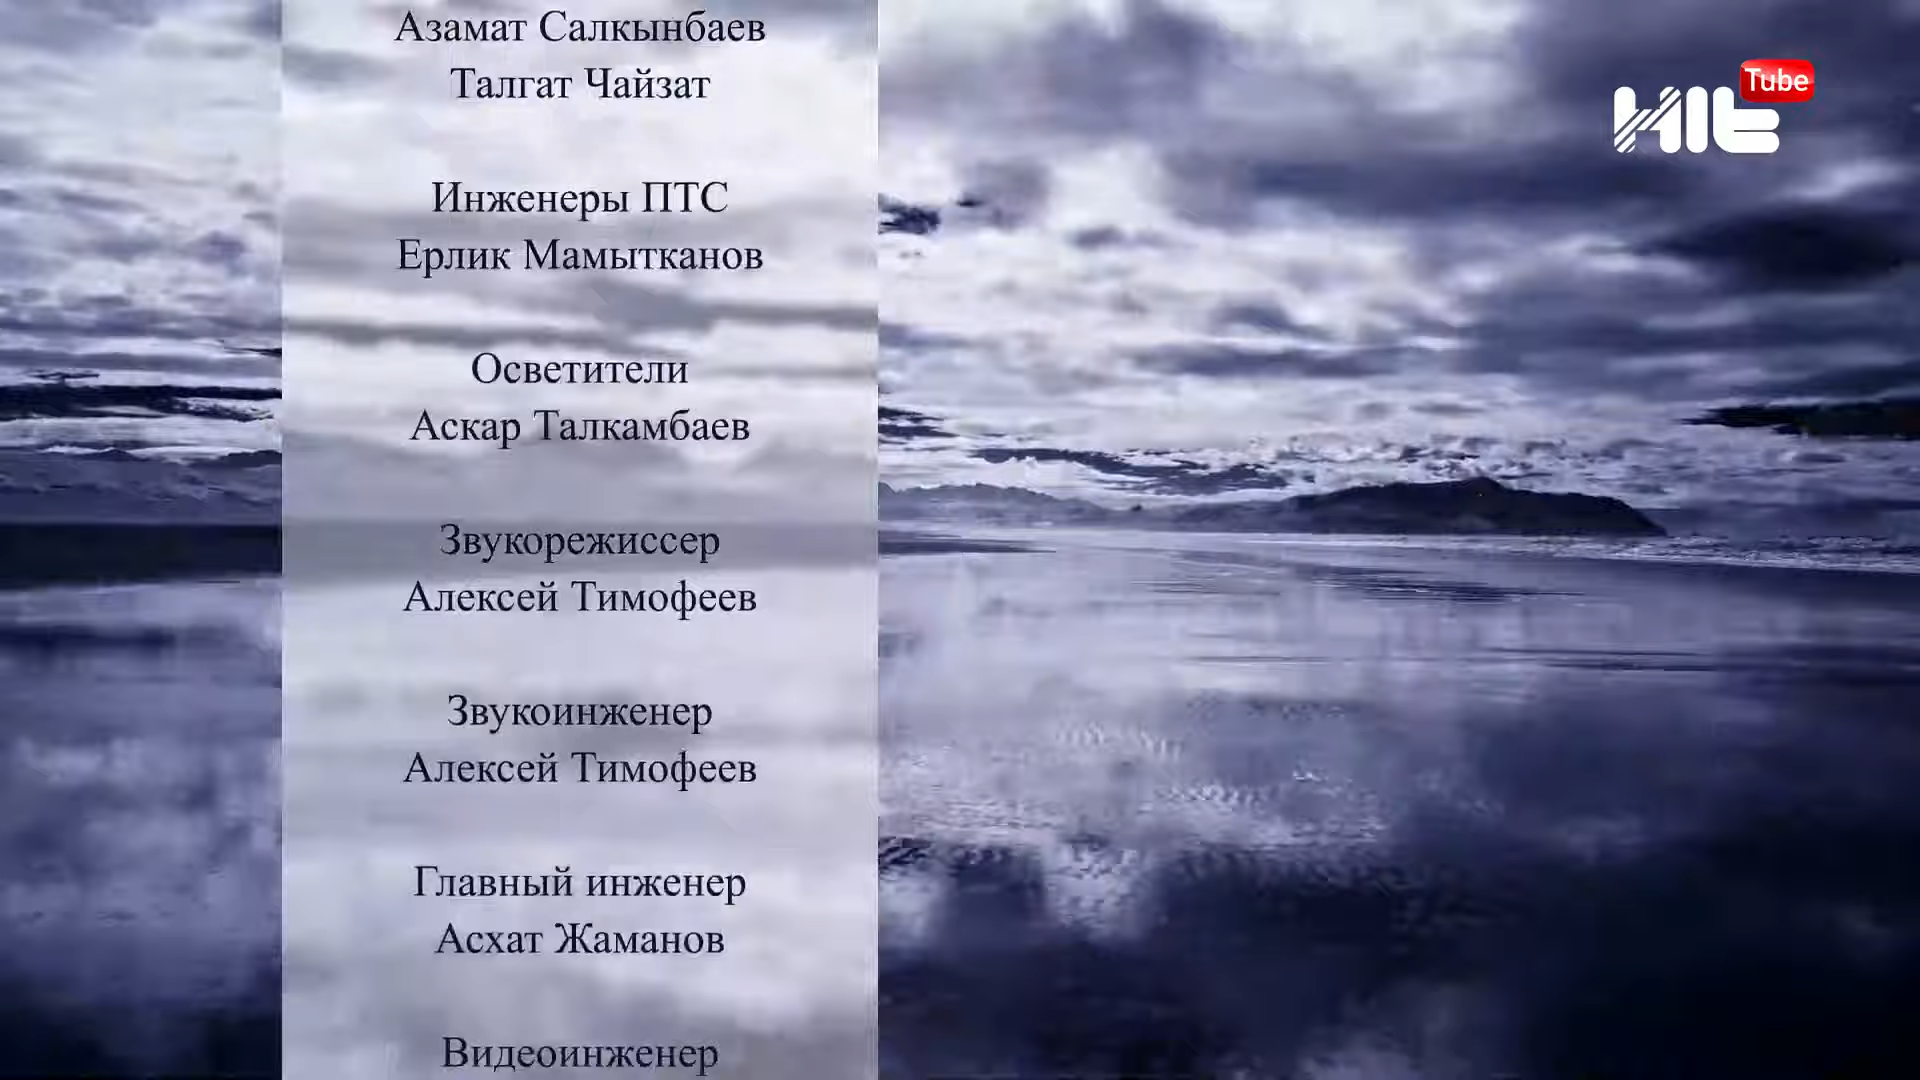 Азамат Салкынбаев
Талгат Чайзат
Tube
Hit
Инженеры ПТС
Ерлик Мамытканов
Осветители
Аскар Талкамбаев
Звукорежиссер
Алексей Тимофеев
Звукоинженер
Алексей Тимофеев
Главный инженер
Асхат Жаманов
Видеоинженер